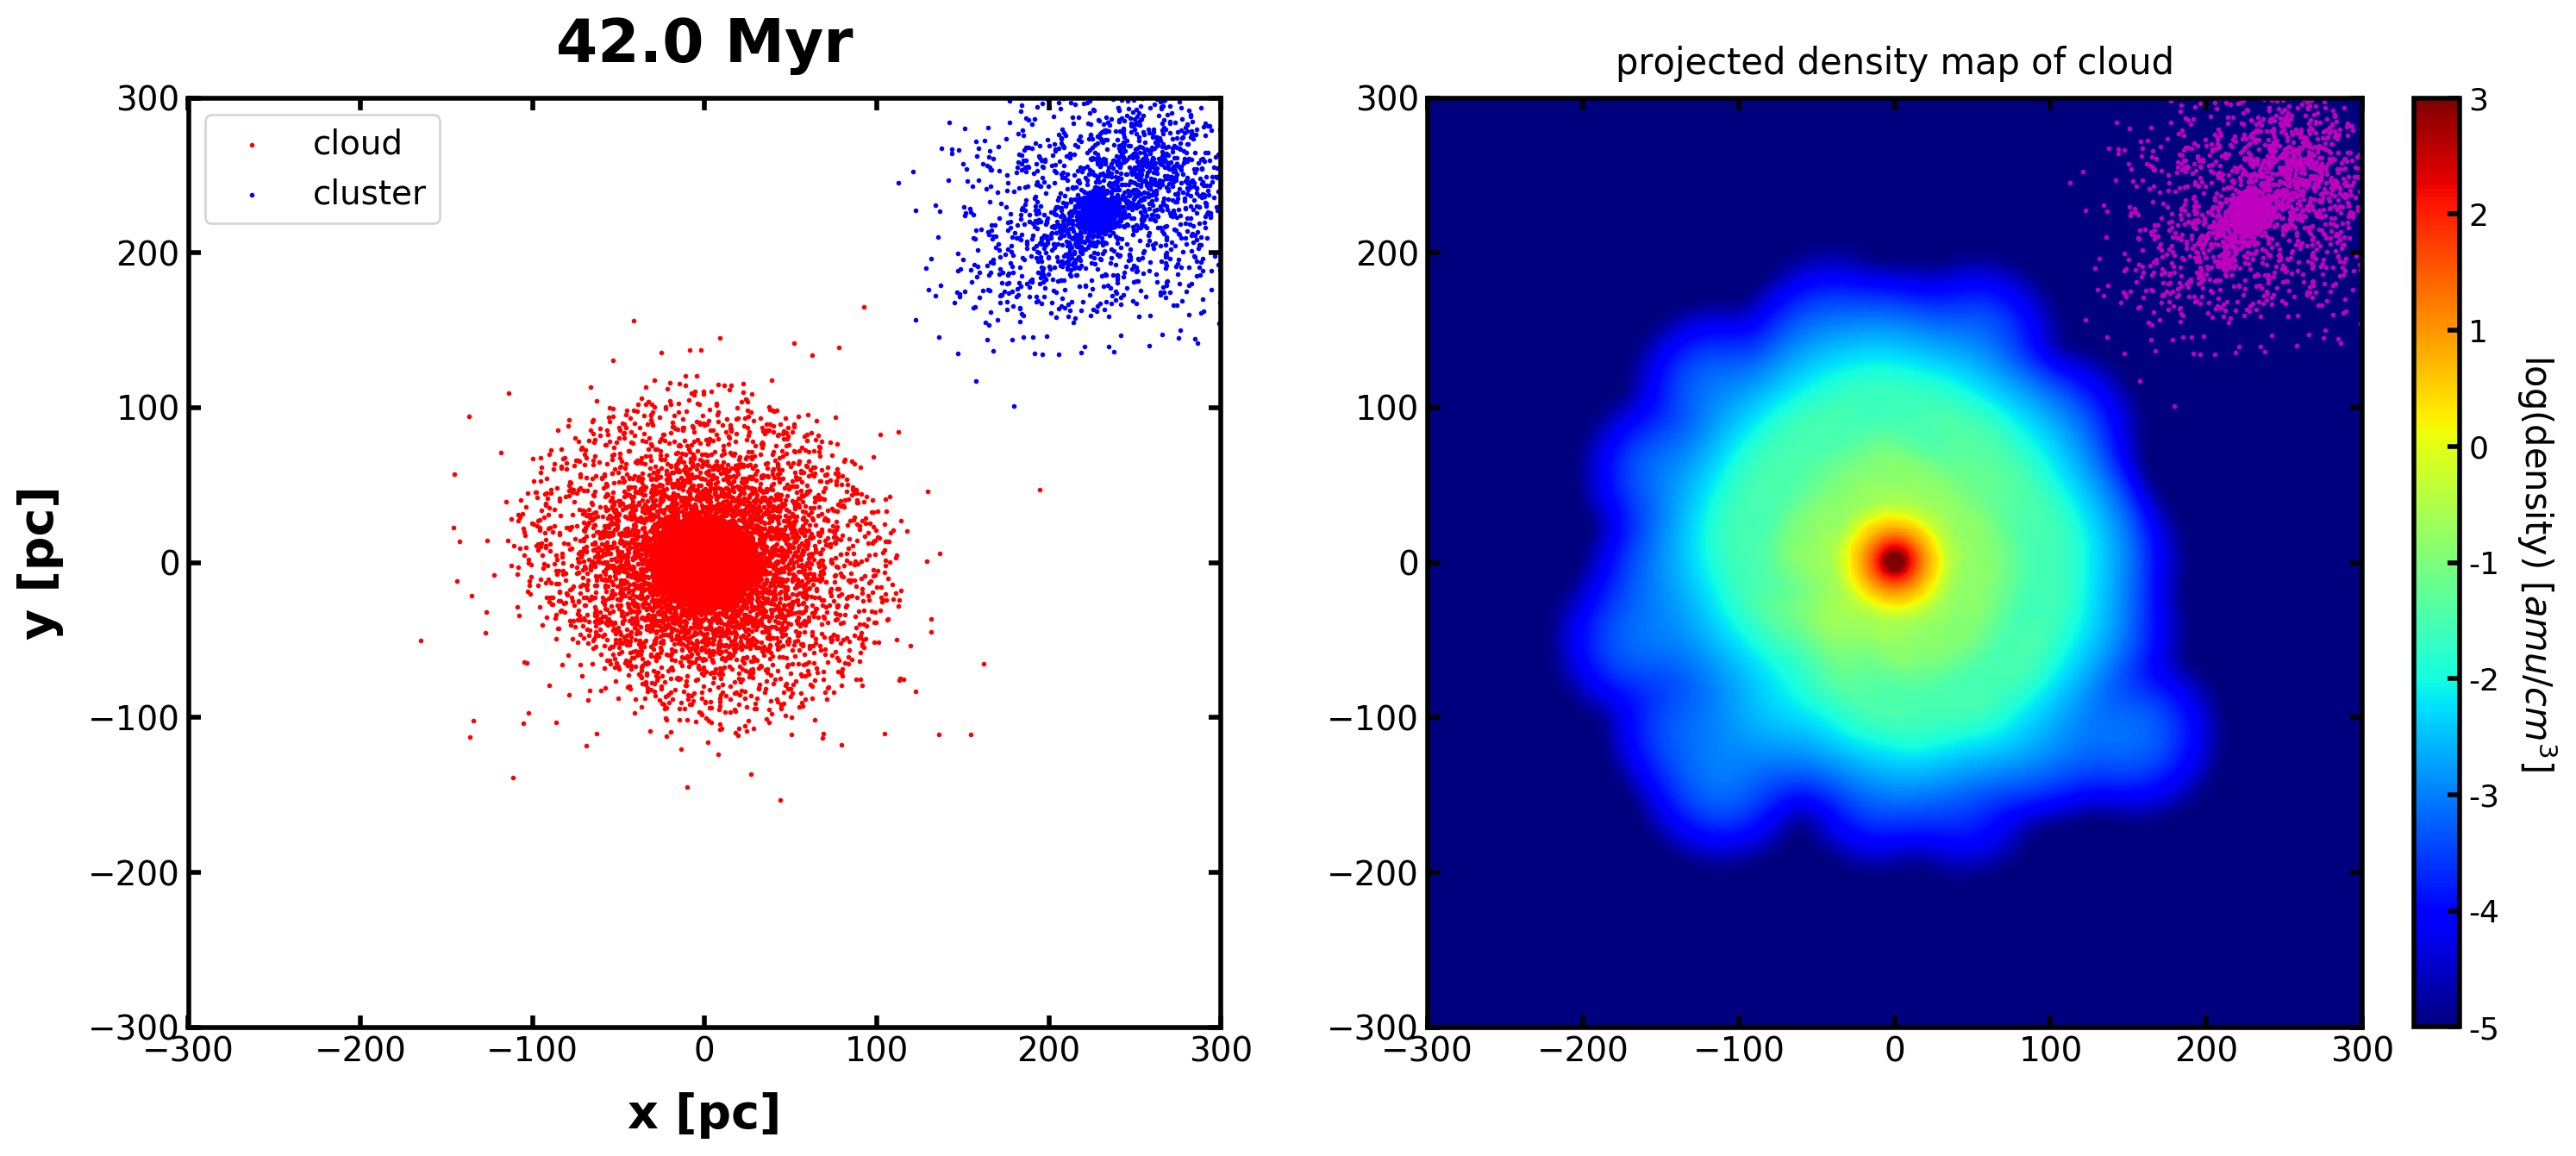 42.0 Myr
cloud
cluster
300
200
100
0
−100
−200
−300
−300 −200 −100 0 100 200 300
y [pc]
x [pc]
projected density map of cloud
300
200
100
0
−100
−200
−300
−300 −200 −100 0 100 200 300
3
2
1
0
-1
-2
-3
-4
-5
log(density) [amu/cm³]